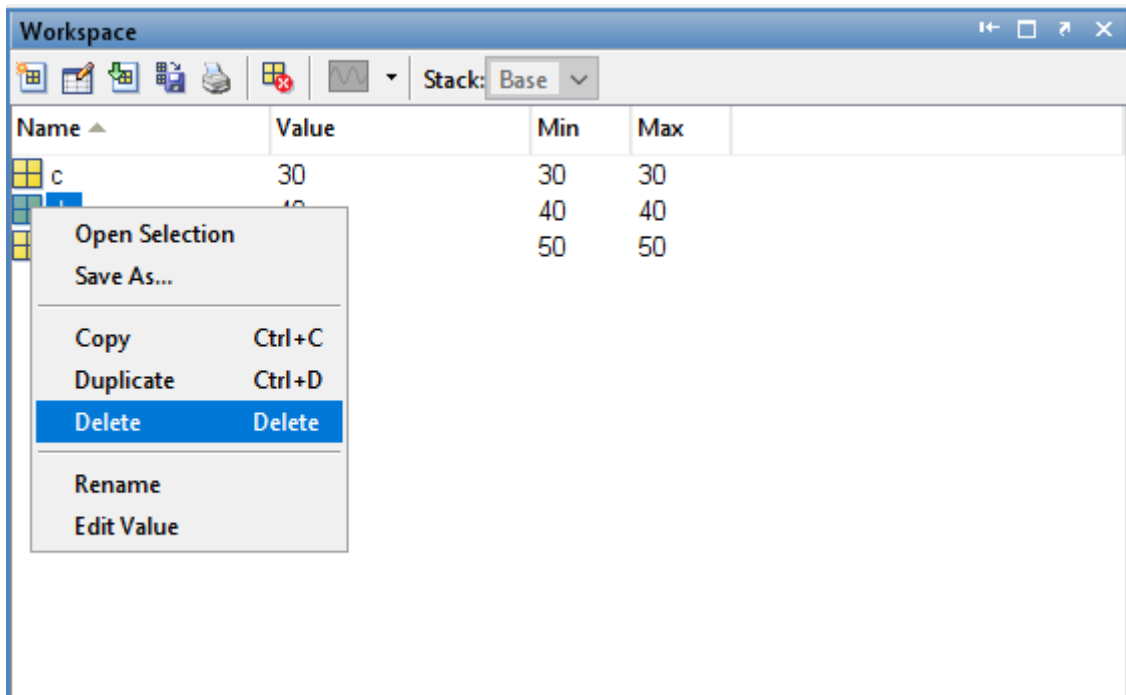 Workspace
Stack: Base
Name Value Min Max
c 30 30 30
40 40
50 50
Open Selection
Save As...
Copy Ctrl+C
Duplicate Ctrl+D
Delete Delete
Rename
Edit Value